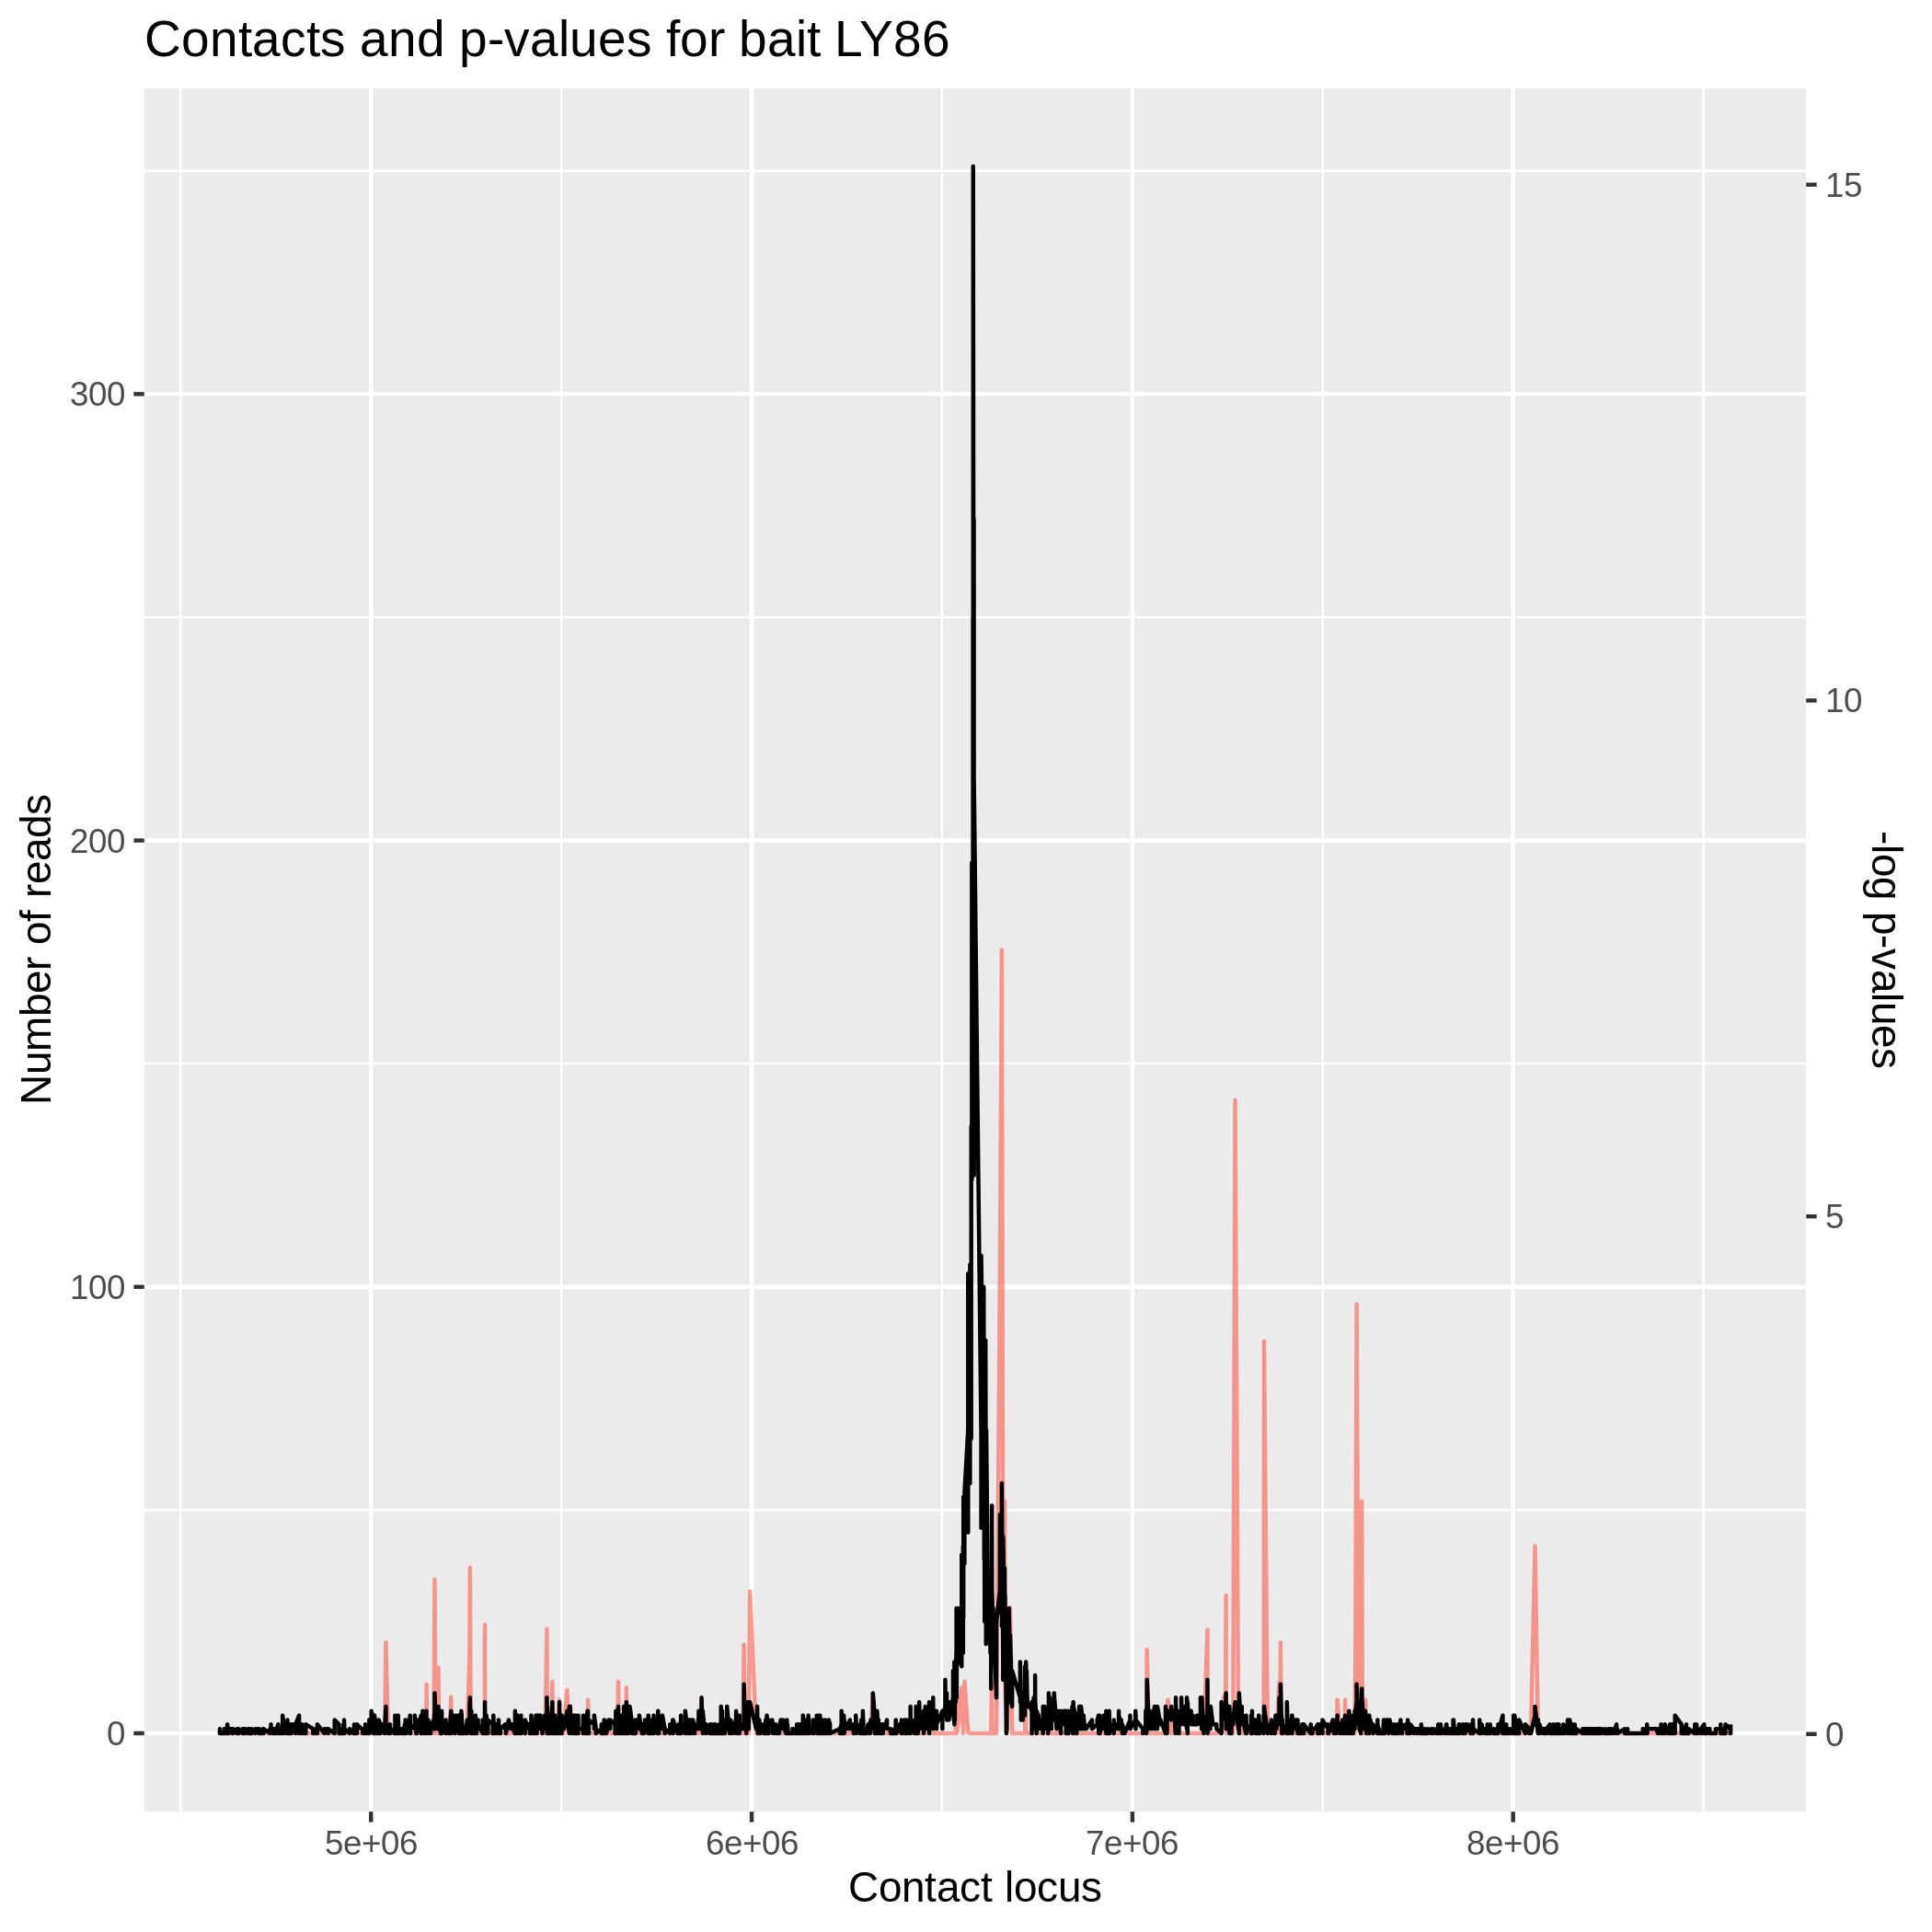 Contacts and p-values for bait LY86
Number of reads
300
200
100
0
15
10
5
0
-log p-values
5e+06
6e+06
7e+06
8e+06
Contact locus